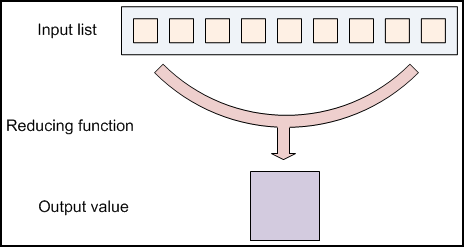 Input list
Reducing function
Output value